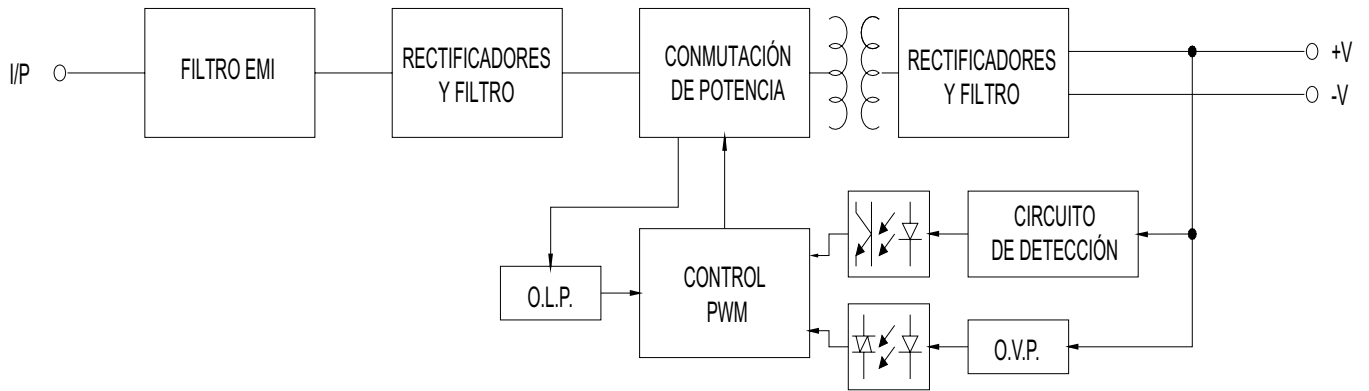 I/P
FILTRO EMI
RECTIFICADORES
Y FILTRO
CONMUTACIÓN
DE POTENCIA
RECTIFICADORES
Y FILTRO
+V
-V
O.L.P.
CONTROL
PWM
CIRCUITO
DE DETECCIÓN
O.V.P.